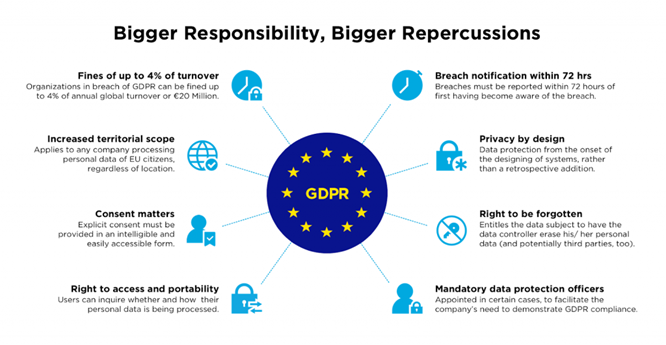 Bigger Responsibility, Bigger Repercussions
Fines of up to 4% of turnover
Organizations in breach of GDPR can be fined up
to 4% of annual global turnover or €20 Million.
Increased territorial scope
Applies to any company processing
personal data of EU citizens,
regardless of location.
Consent matters
Explicit consent must be
provided in an intelligible and
easily accessible form.
Right to access and portability
Users can inquire whether and how their
personal data is being processed.
GDPR
Breach notification within 72 hrs
Breaches must be reported within 72 hours of
first having become aware of the breach.
Privacy by design
Data protection from the onset of
the designing of systems, rather
than a retrospective addition.
Right to be forgotten
Entitles the data subject to have the
data controller erase his/ her personal
data (and potentially third parties, too).
Mandatory data protection officers
Appointed in certain cases, to facilitate the
company's need to demonstrate GDPR compliance.